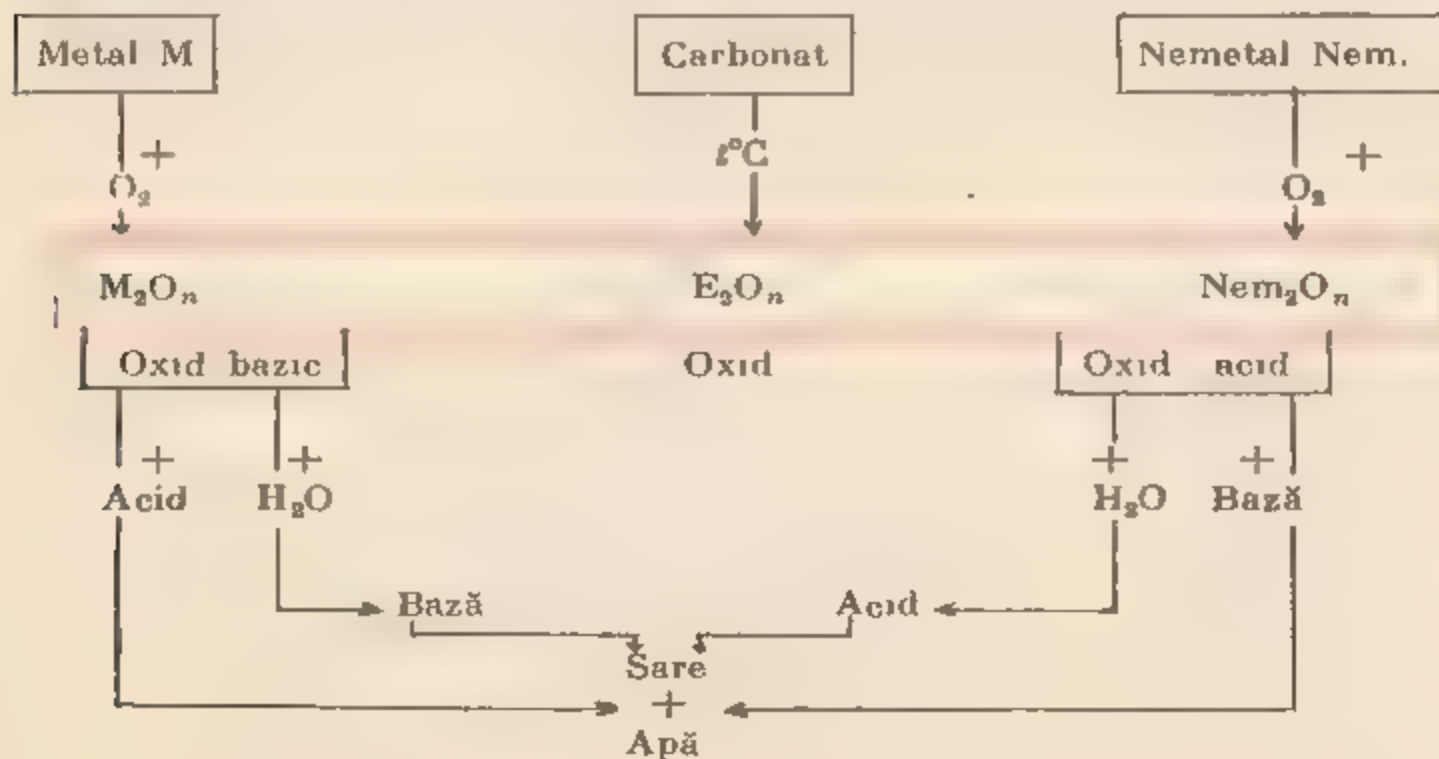 Metal M Carbonat Nemetal Nem.
+ t°C +
O₂ O₂
M₂Oₙ E₂Oₙ Nem₂Oₙ
Oxid bazic Oxid Oxid acid
+ + + +
Acid H₂O H₂O Bază
Bază Acid
Sare
+
Apă